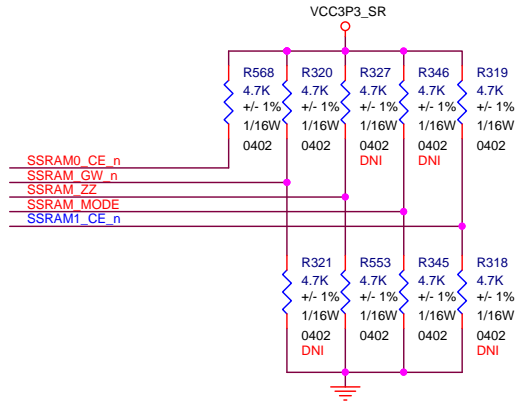 VCC3P3_SR
R568
4.7K
+/- 1%
1/16W
0402
R320
4.7K
+/- 1%
1/16W
0402
R327
4.7K
+/- 1%
1/16W
0402
DNI
R346
4.7K
+/- 1%
1/16W
0402
DNI
R319
4.7K
+/- 1%
1/16W
0402
SSRAM0_CE_n
SSRAM_GW_n
SSRAM_ZZ
SSRAM_MODE
SSRAM1_CE_n
R321
4.7K
+/- 1%
1/16W
0402
DNI
R553
4.7K
+/- 1%
1/16W
0402
R345
4.7K
+/- 1%
1/16W
0402
R318
4.7K
+/- 1%
1/16W
0402
DNI